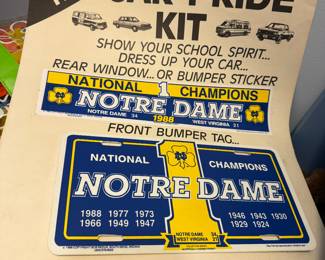 CAR PRIDE
KIT
SHOW YOUR SCHOOL SPIRIT...
DRESS UP YOUR CAR...
REAR WINDOW... OR BUMPER STICKER
NATIONAL 1 CHAMPIONS
NOTRE DAME
NOTRE DAME 34 1988 WEST VIRGINIA 21
FRONT BUMPER TAG...
NATIONAL CHAMPIONS
NOTRE DAME
1988 1977 1973 1946 1943 1930
1966 1949 1947 1929 1924
NOTRE DAME 34
WEST VIRGINIA 21